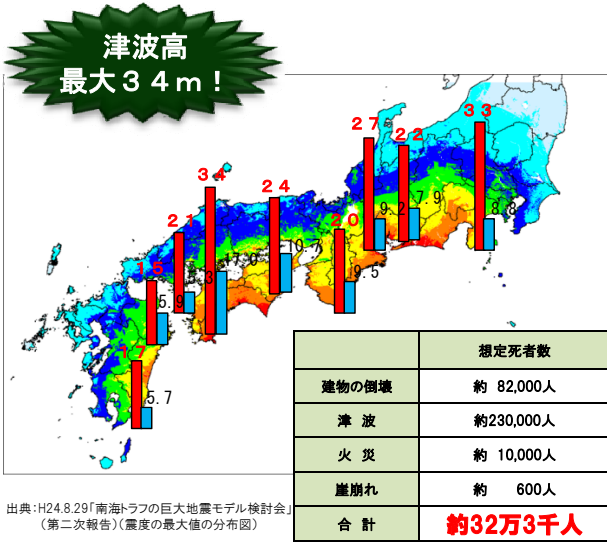 津波高
最大３４ｍ！
３３
２７
２２
３４
２４
２１
２０
１５
１７
7.9
9.2
8.8
10.7
9.5
5.9
5.7
想定死者数
建物の倒壊 約 82,000人
津 波 約230,000人
火 災 約 10,000人
崖崩れ 約 600人
合 計 約32万3千人
出典：H24.8.29「南海トラフの巨大地震モデル検討会」
（第二次報告）（震度の最大値の分布図）